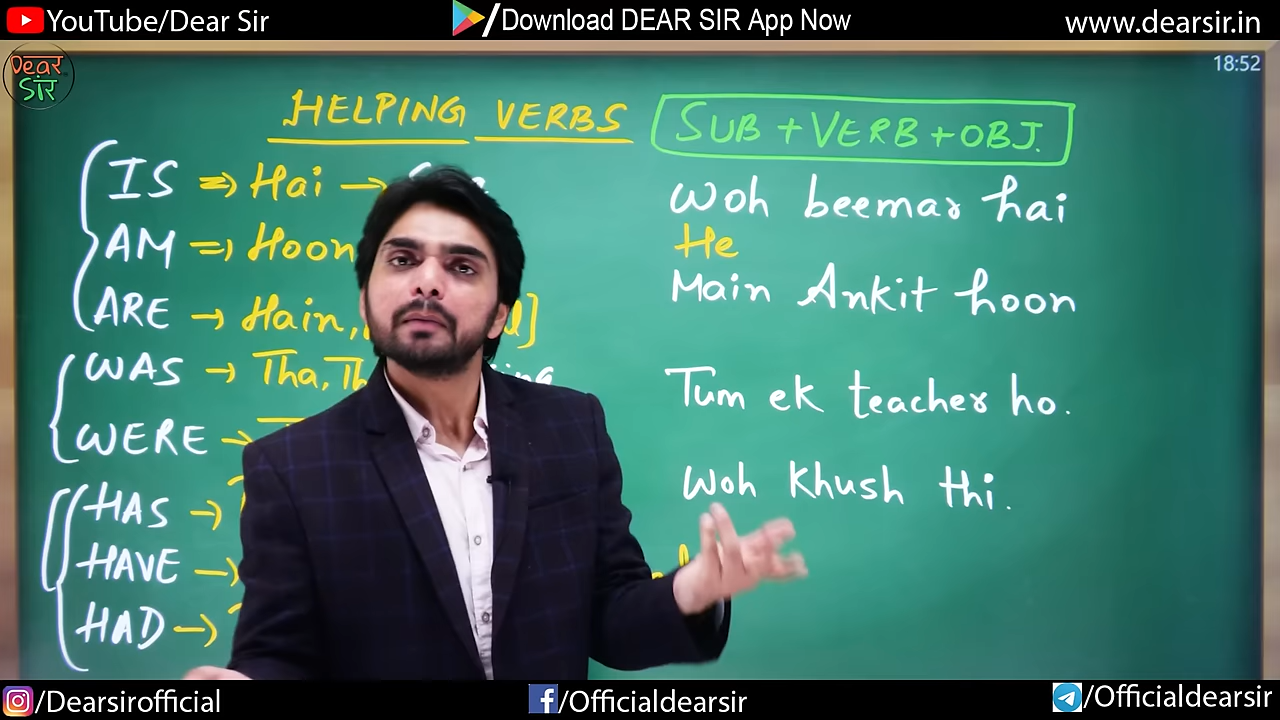 YouTube/Dear Sir
/Download DEAR SIR App Now
www.dearsir.in
Dear
Sir
18:52
HELPING VERBS
SUB + VERB + OBJ.
IS => Hai →
AM => Hoon
ARE → Hain,
WAS → Tha,
WERE →
HAS →
HAVE →
HAD →
Woh beemar hai
He
Main Ankit hoon
Tum ek teacher ho.
Woh khush thi.
/Dearsirofficial
/Officialdearsir
/Officialdearsir